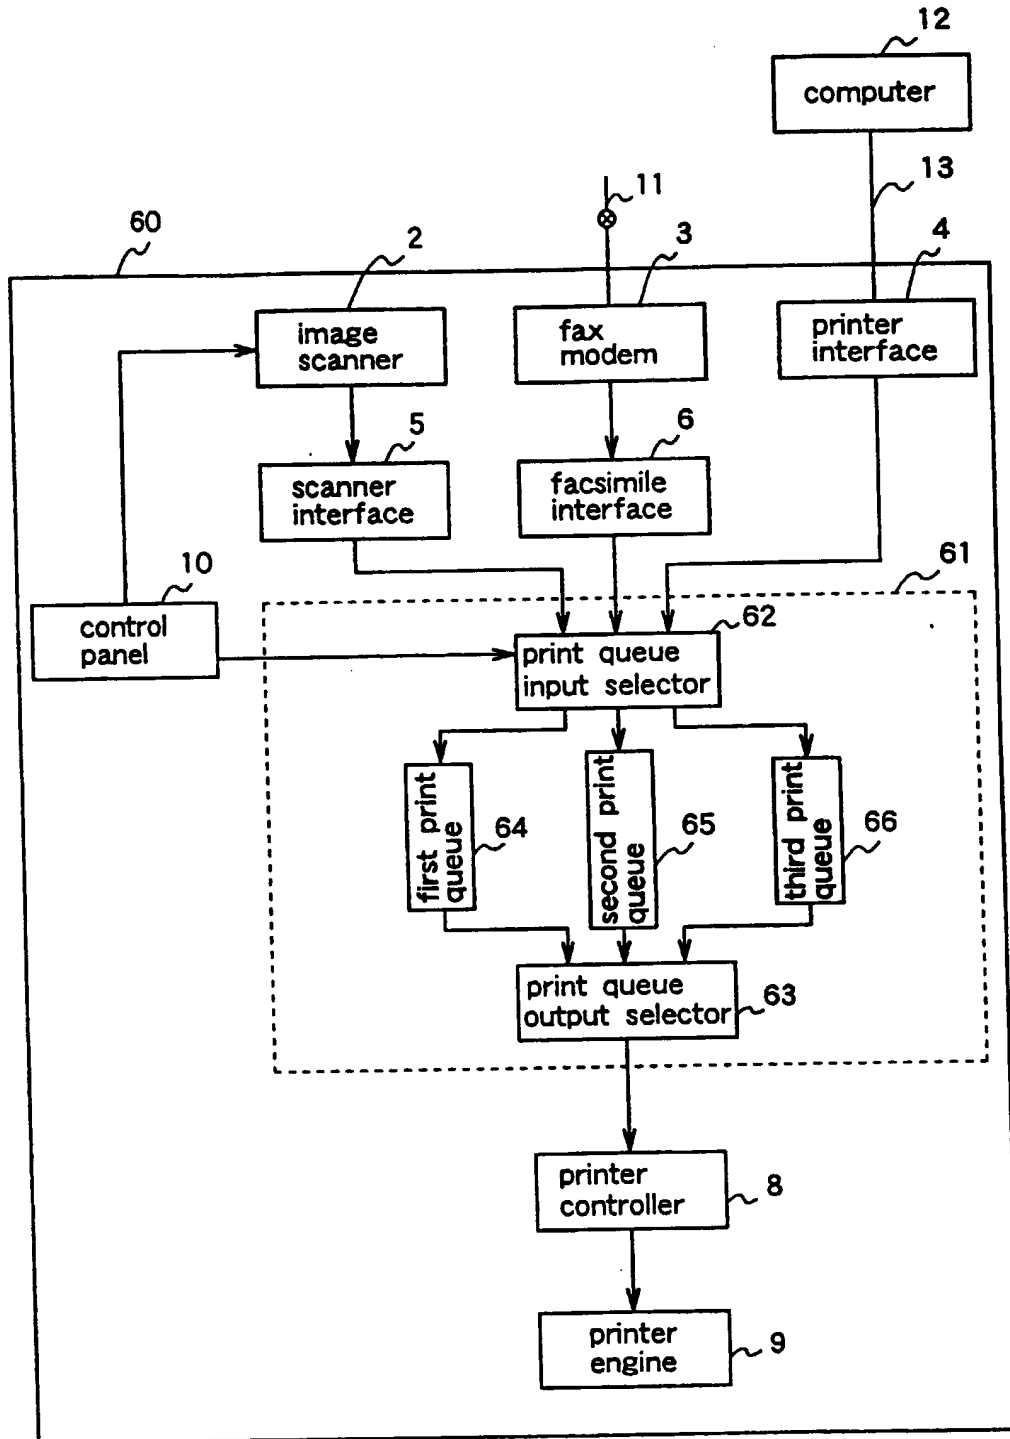 12
computer
13
11
60
2
3
4
image
scanner
fax
modem
printer
interface
5
6
scanner
interface
facsimile
interface
61
10
control
panel
62
print queue
input selector
first print
queue
64
second print
queue
65
third print
queue
66
print queue
output selector
63
printer
controller
8
printer
engine
9